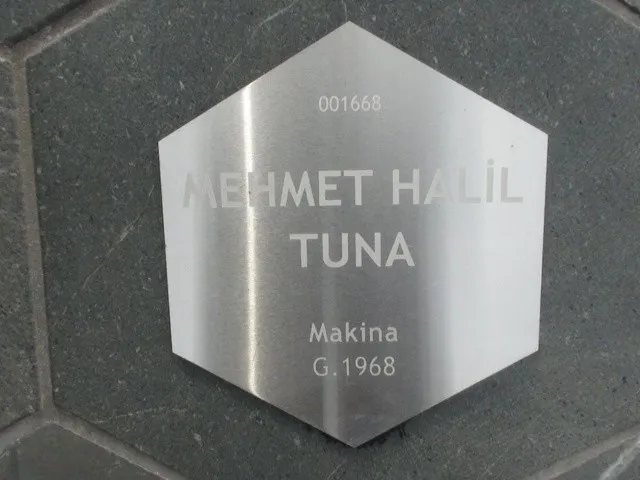 001668
MEHMET HALİL
TUNA
Makina
G.1968